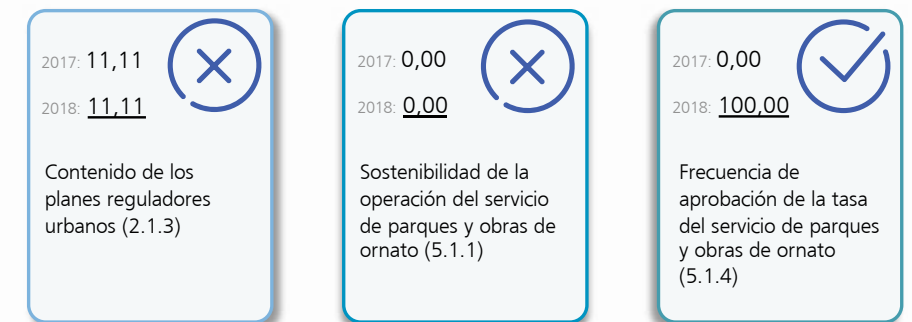 2017: 11,11
2018: 11,11
Contenido de los
planes reguladores
urbanos (2.1.3)
2017: 0,00
2018: 0,00
Sostenibilidad de la
operación del servicio
de parques y obras de
ornato (5.1.1)
2017: 0,00
2018: 100,00
Frecuencia de
aprobación de la tasa
del servicio de parques
y obras de ornato
(5.1.4)